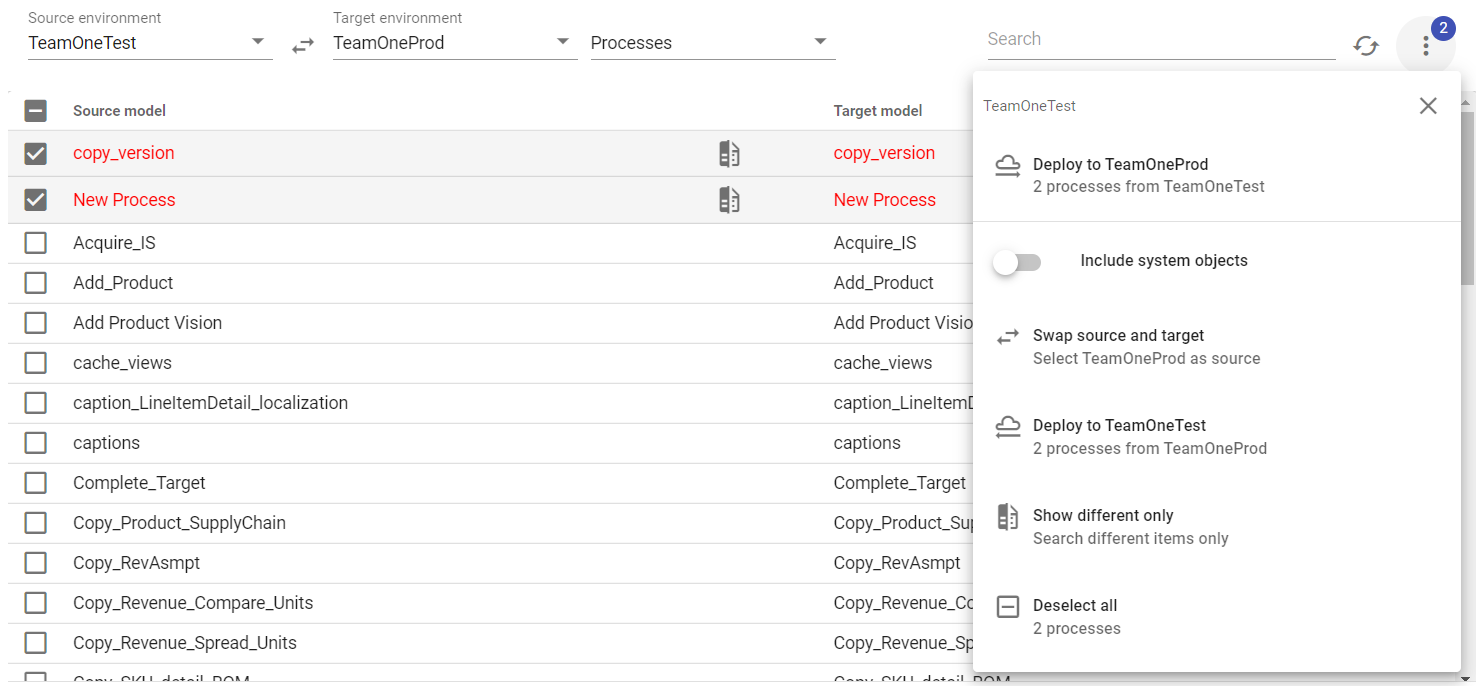 Source environment
TeamOneTest
Target environment
TeamOneProd
Processes
Search
2
Source model
Target model
copy_version
copy_version
New Process
New Process
Acquire_IS
Acquire_IS
Add_Product
Add_Product
Add Product Vision
Add Product Visio
cache_views
cache_views
caption_LineItemDetail_localization
caption_LineItemD
captions
captions
Complete_Target
Complete_Target
Copy_Product_SupplyChain
Copy_Product_Sup
Copy_RevAsmpt
Copy_RevAsmpt
Copy_Revenue_Compare_Units
Copy_Revenue_Co
Copy_Revenue_Spread_Units
Copy_Revenue_Sp
Copy_SKU_detail_BOM
Copy_SKU_detail_BOM
TeamOneTest
Deploy to TeamOneProd
2 processes from TeamOneTest
Include system objects
Swap source and target
Select TeamOneProd as source
Deploy to TeamOneTest
2 processes from TeamOneProd
Show different only
Search different items only
Deselect all
2 processes